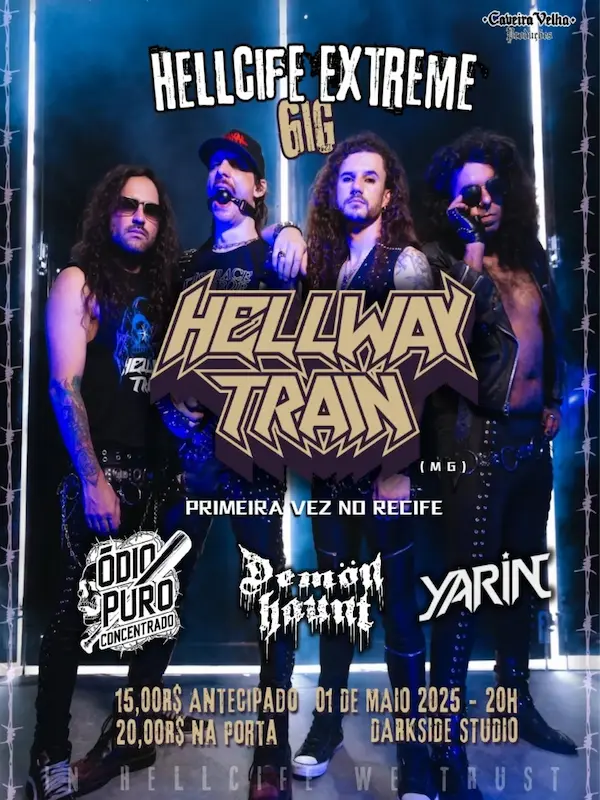 ·Caveira Velha·
Produções
HELLCIFE EXTREME
GIG
HELLWAY
TRAIN
(MG)
PRIMEIRA VEZ NO RECIFE
ÓDIO
PURO
CONCENTRADO
Demön
haunt
YARIN
15,00R$ ANTECIPADO 01 DE MAIO 2025 - 20H
20,00R$ NA PORTA DARKSIDE STUDIO
IN HELLCIFE WE TRUST